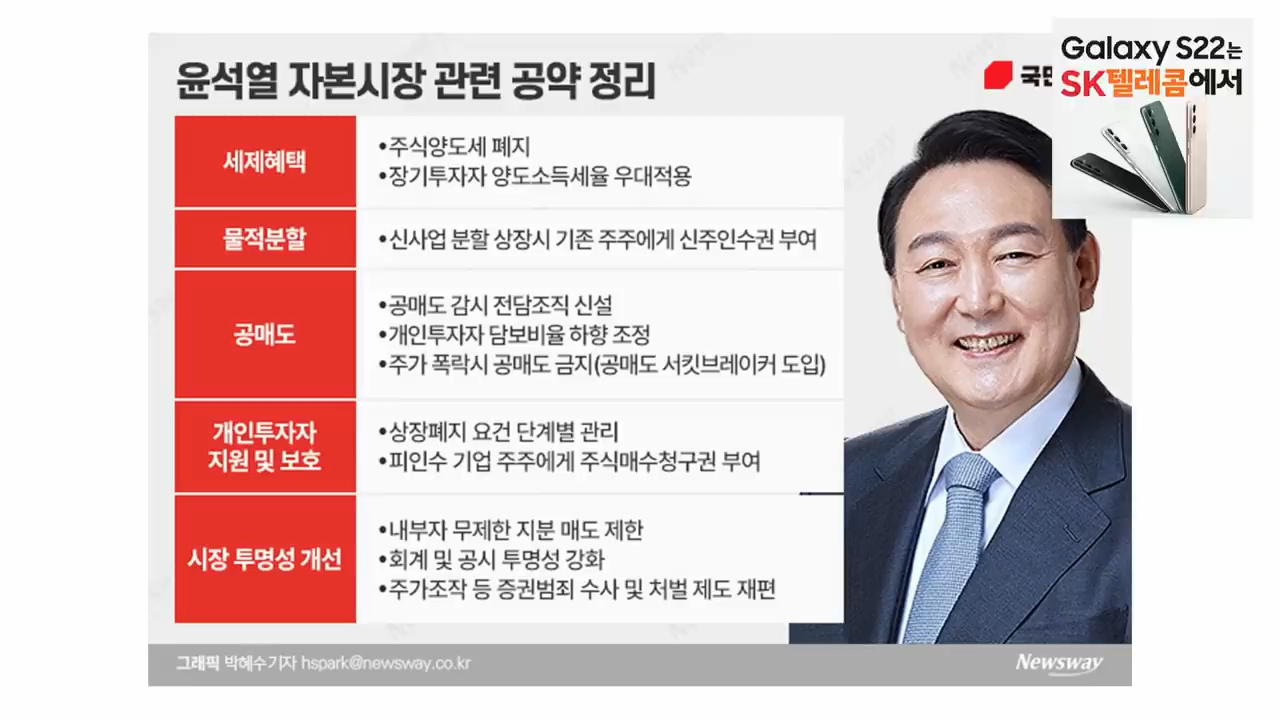 윤석열 자본시장 관련 공약 정리
Galaxy S22는
SK텔레콤에서
세제혜택
•주식양도세 폐지
•장기투자자 양도소득세율 우대적용
물적분할
•신사업 분할 상장시 기존 주주에게 신주인수권 부여
공매도
•공매도 감시 전담조직 신설
•개인투자자 담보비율 하향 조정
•주가 폭락시 공매도 금지(공매도 서킷브레이커 도입)
개인투자자
지원 및 보호
•상장폐지 요건 단계별 관리
•피인수 기업 주주에게 주식매수청구권 부여
시장 투명성 개선
•내부자 무제한 지분 매도 제한
•회계 및 공시 투명성 강화
•주가조작 등 증권범죄 수사 및 처벌 제도 재편
그래픽 박혜수기자 hspark@newsway.co.kr
Newsway